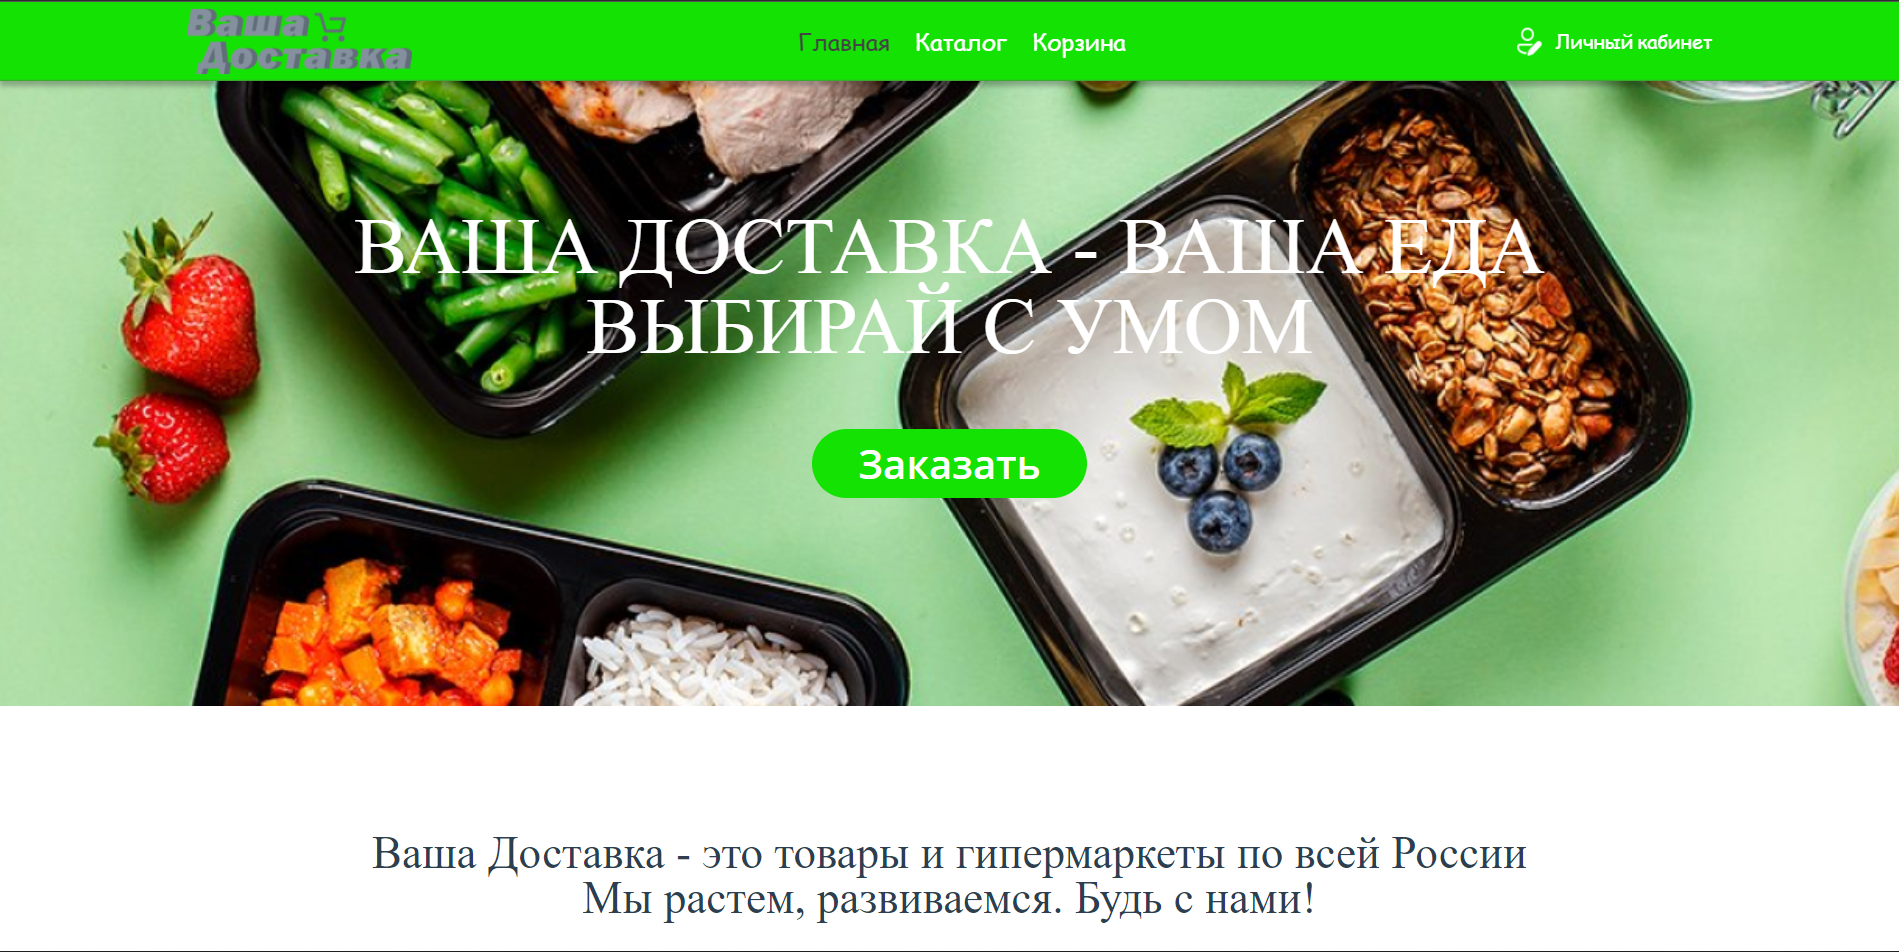 Ваша
Доставка
Главная Каталог Корзина
Личный кабинет
ВАША ДОСТАВКА - ВАША ЕДА
ВЫБИРАЙ С УМОМ
Заказать
Ваша Доставка - это товары и гипермаркеты по всей России
Мы растем, развиваемся. Будь с нами!